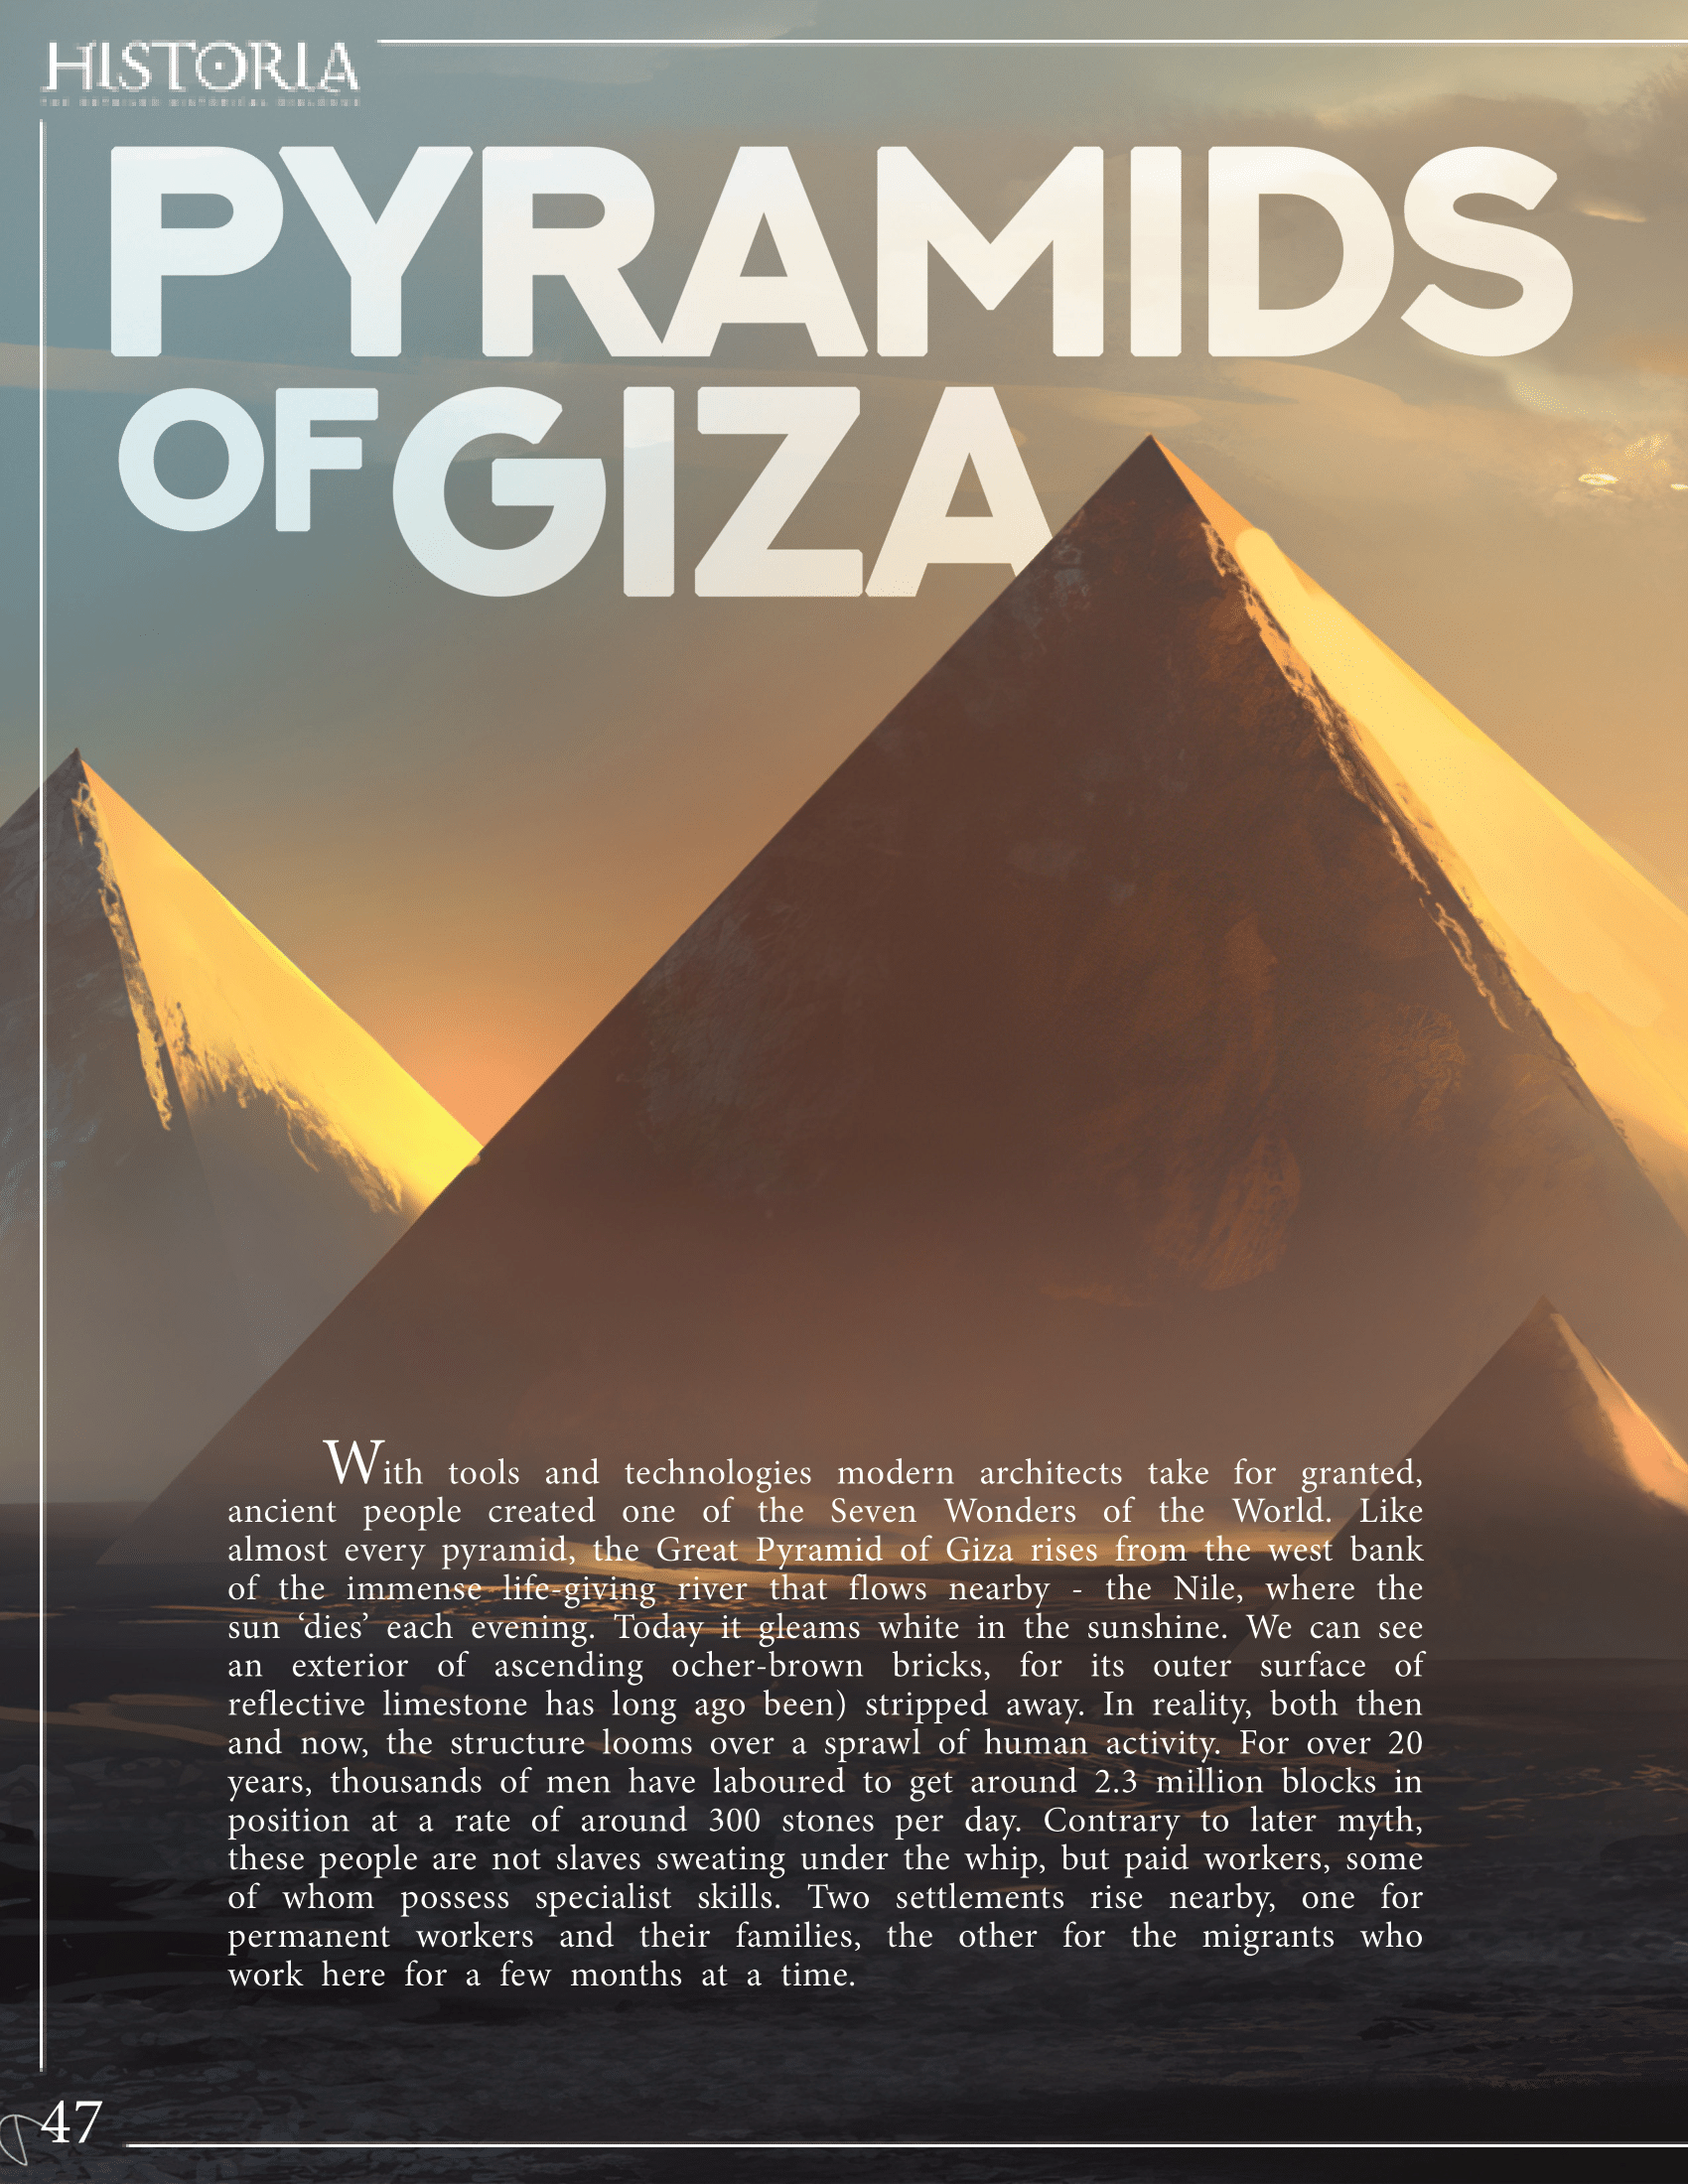 HISTORIA
PYRAMIDS
OF GIZA
With tools and technologies modern architects take for granted,
ancient people created one of the Seven Wonders of the World. Like
almost every pyramid, the Great Pyramid of Giza rises from the west bank
of the immense life-giving river that flows nearby - the Nile, where the
sun ‘dies’ each evening. Today it gleams white in the sunshine. We can see
an exterior of ascending ocher-brown bricks, for its outer surface of
reflective limestone has long ago been) stripped away. In reality, both then
and now, the structure looms over a sprawl of human activity. For over 20
years, thousands of men have laboured to get around 2.3 million blocks in
position at a rate of around 300 stones per day. Contrary to later myth,
these people are not slaves sweating under the whip, but paid workers, some
of whom possess specialist skills. Two settlements rise nearby, one for
permanent workers and their families, the other for the migrants who
work here for a few months at a time.
47